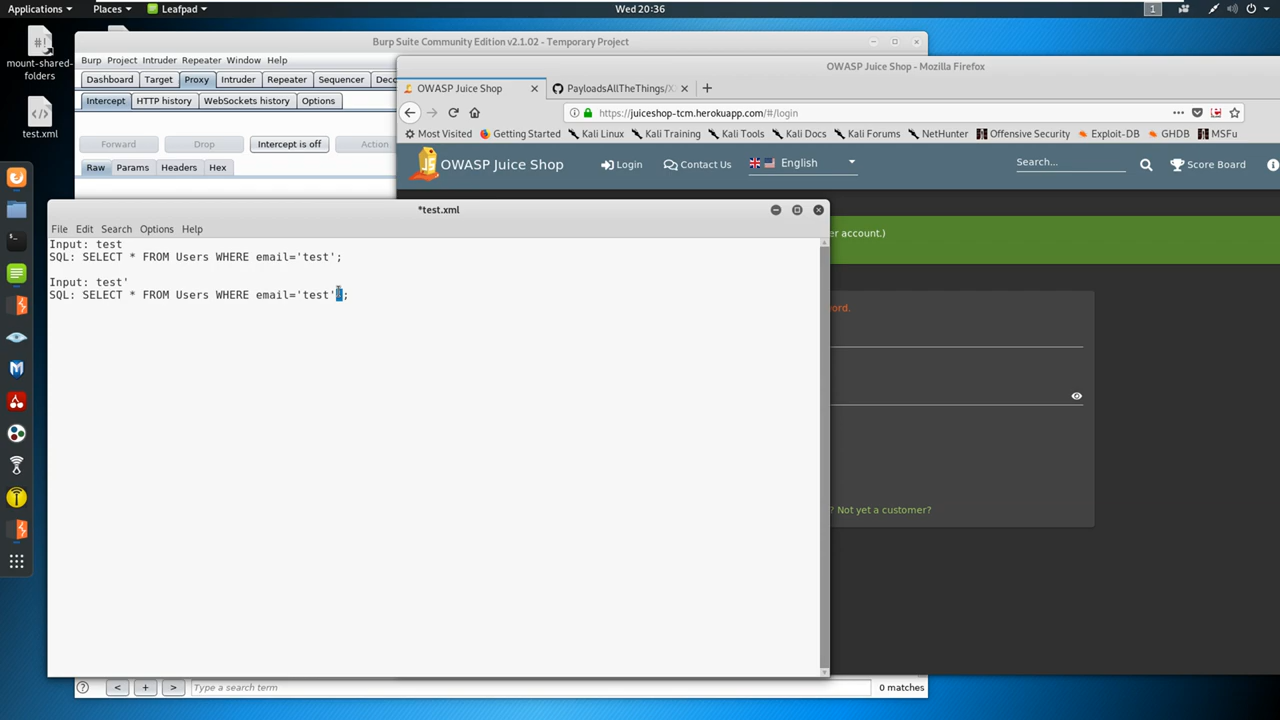 Applications
Places
Leafpad
Wed 20:36
1
mount-shared-folders
test.xml
Burp Suite Community Edition v2.1.02 - Temporary Project
Burp Project Intruder Repeater Window Help
Dashboard Target Proxy Intruder Repeater Sequencer Deco
Intercept HTTP history WebSockets history Options
Forward Drop Intercept is off Action
Raw Params Headers Hex
OWASP Juice Shop - Mozilla Firefox
OWASP Juice Shop
PayloadsAllTheThings/X
https://juiceshop-tcm.herokuapp.com/#/login
Most Visited Getting Started Kali Linux Kali Training Kali Tools Kali Docs Kali Forums NetHunter Offensive Security Exploit-DB GHDB MSFu
OWASP Juice Shop Login Contact Us English Search... Score Board
er account.)
ord.
? Not yet a customer?
*test.xml
File Edit Search Options Help
Input: test
SQL: SELECT * FROM Users WHERE email='test';
Input: test'
SQL: SELECT * FROM Users WHERE email='test'';
? < + > Type a search term 0 matches